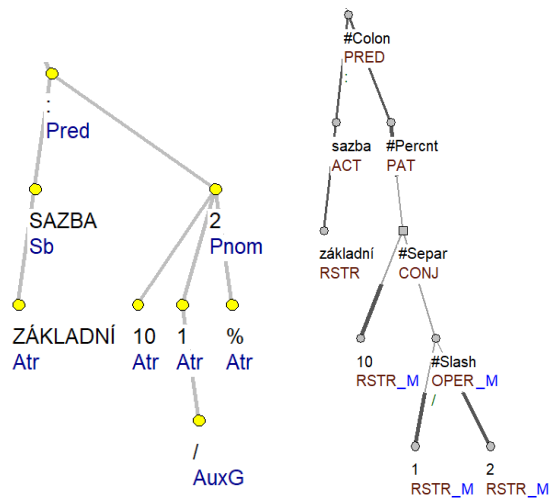 :
Pred
SAZBA
Sb
2
Pnom
ZÁKLADNÍ
Atr
10
Atr
1
Atr
%
Atr
/
AuxG
#Colon
PRED
:
sazba
ACT
#Percnt
PAT
základní
RSTR
#Separ
CONJ
10
RSTR_M
#Slash
OPER_M
/
1
RSTR_M
2
RSTR_M